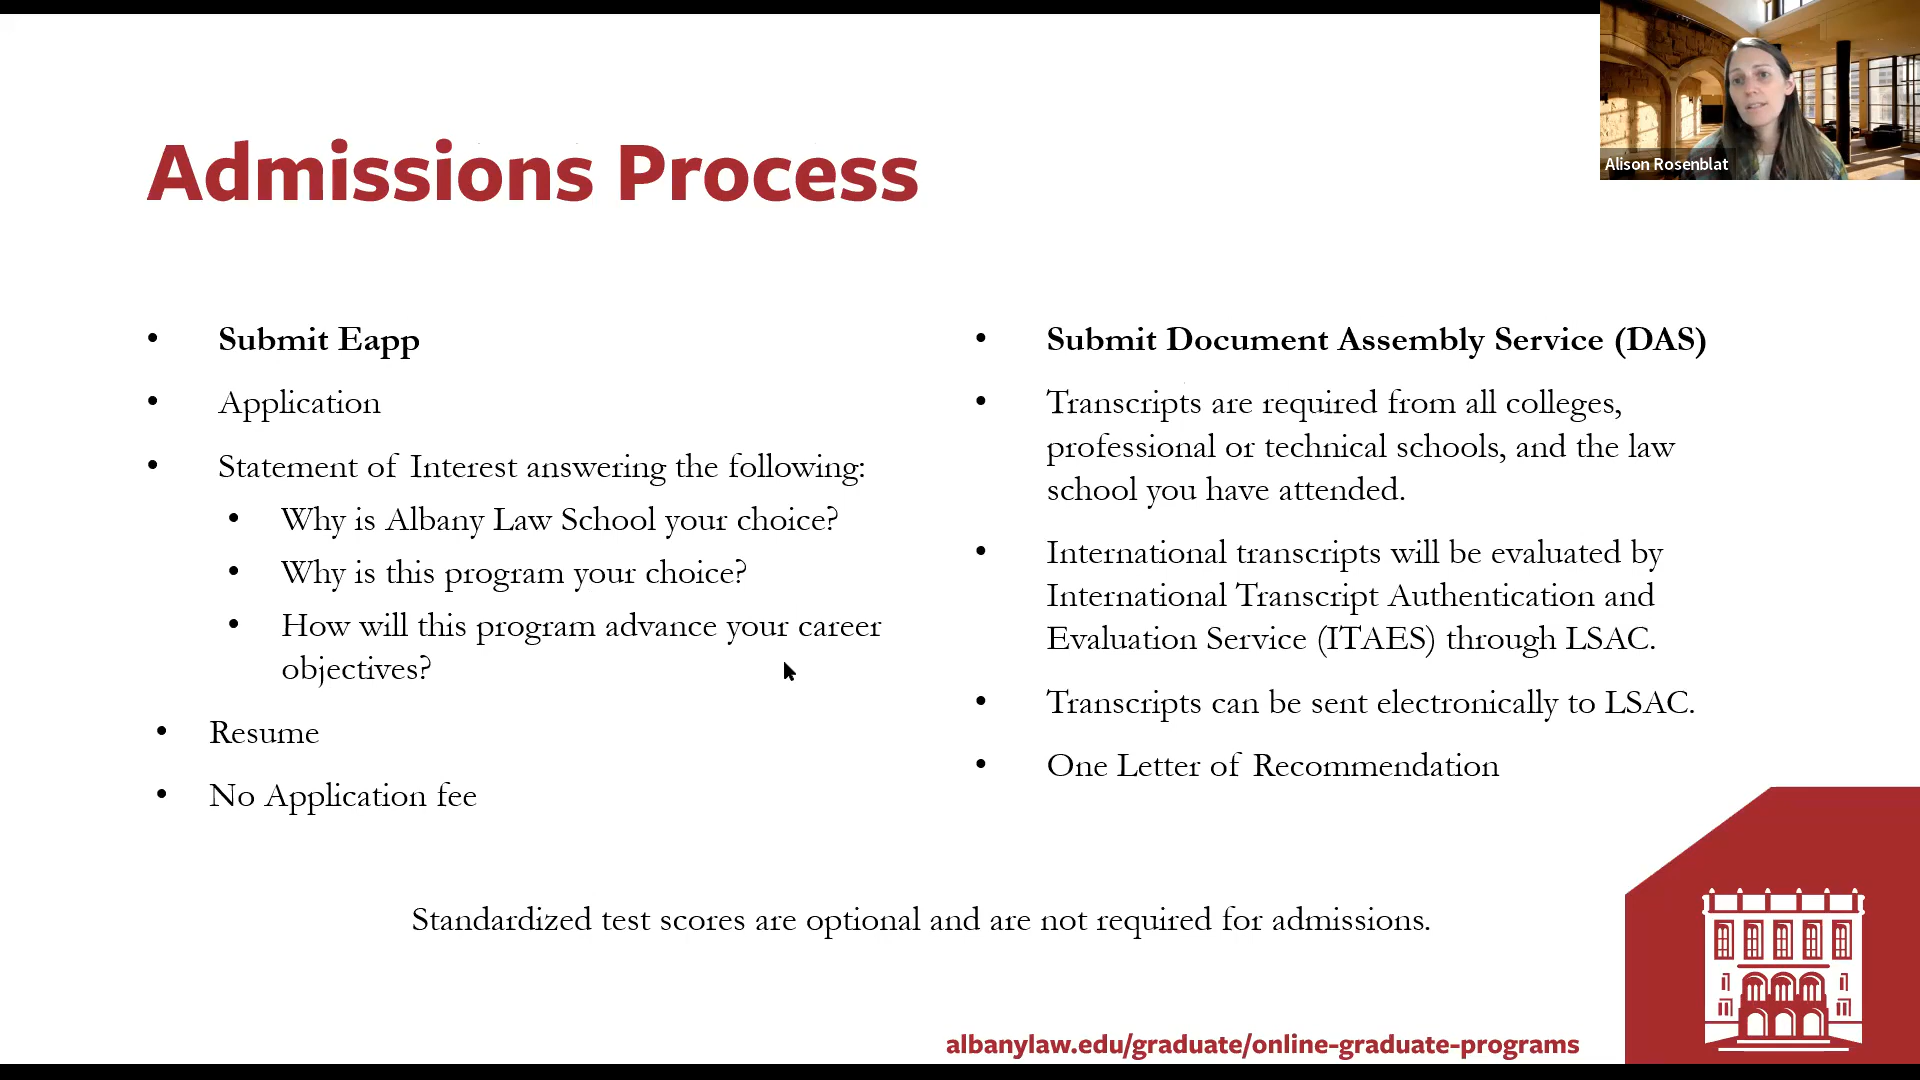 Alison Rosenblat
Admissions Process
• Submit Eapp
• Application
• Statement of Interest answering the following:
• Why is Albany Law School your choice?
• Why is this program your choice?
• How will this program advance your career
objectives?
• Resume
• No Application fee
• Submit Document Assembly Service (DAS)
• Transcripts are required from all colleges,
professional or technical schools, and the law
school you have attended.
• International transcripts will be evaluated by
International Transcript Authentication and
Evaluation Service (ITAES) through LSAC.
• Transcripts can be sent electronically to LSAC.
• One Letter of Recommendation
Standardized test scores are optional and are not required for admissions.
albanylaw.edu/graduate/online-graduate-programs